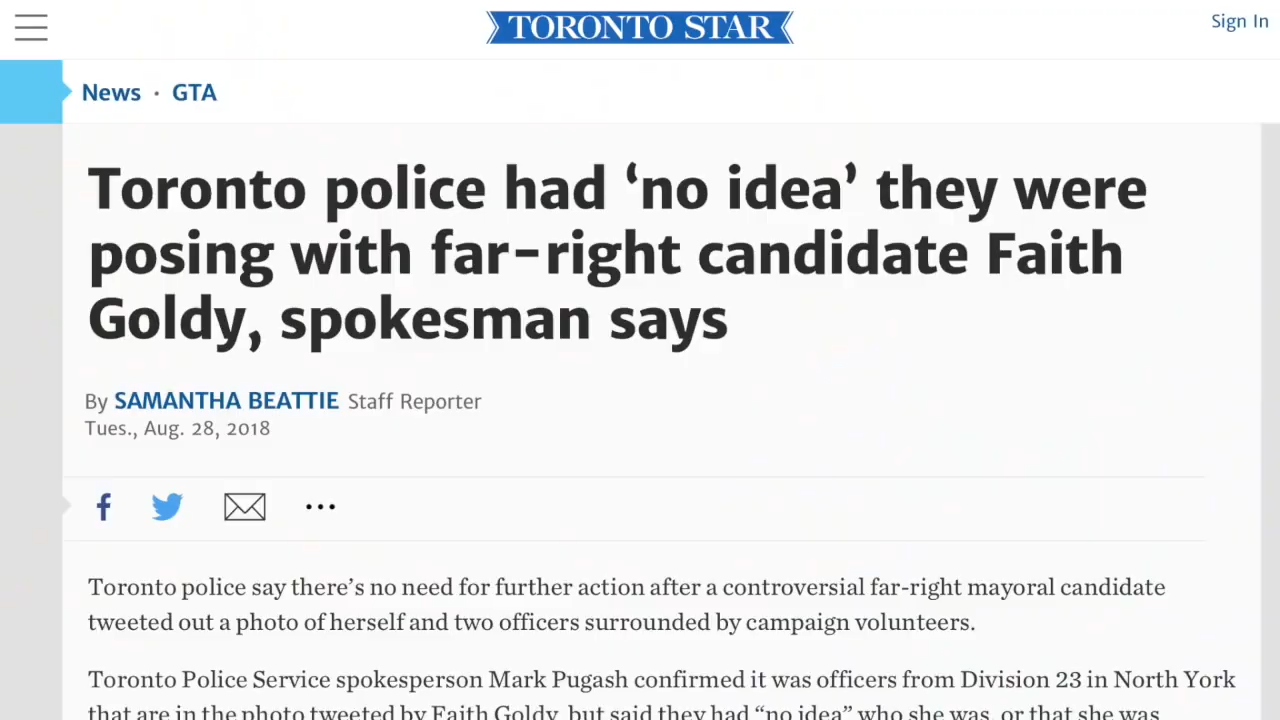 TORONTO STAR
Sign In
News · GTA
Toronto police had ‘no idea’ they were
posing with far-right candidate Faith
Goldy, spokesman says
By SAMANTHA BEATTIE Staff Reporter
Tues., Aug. 28, 2018
Toronto police say there’s no need for further action after a controversial far-right mayoral candidate
tweeted out a photo of herself and two officers surrounded by campaign volunteers.
Toronto Police Service spokesperson Mark Pugash confirmed it was officers from Division 23 in North York
that are in the photo tweeted by Faith Goldy, but said they had “no idea” who she was, or that she was